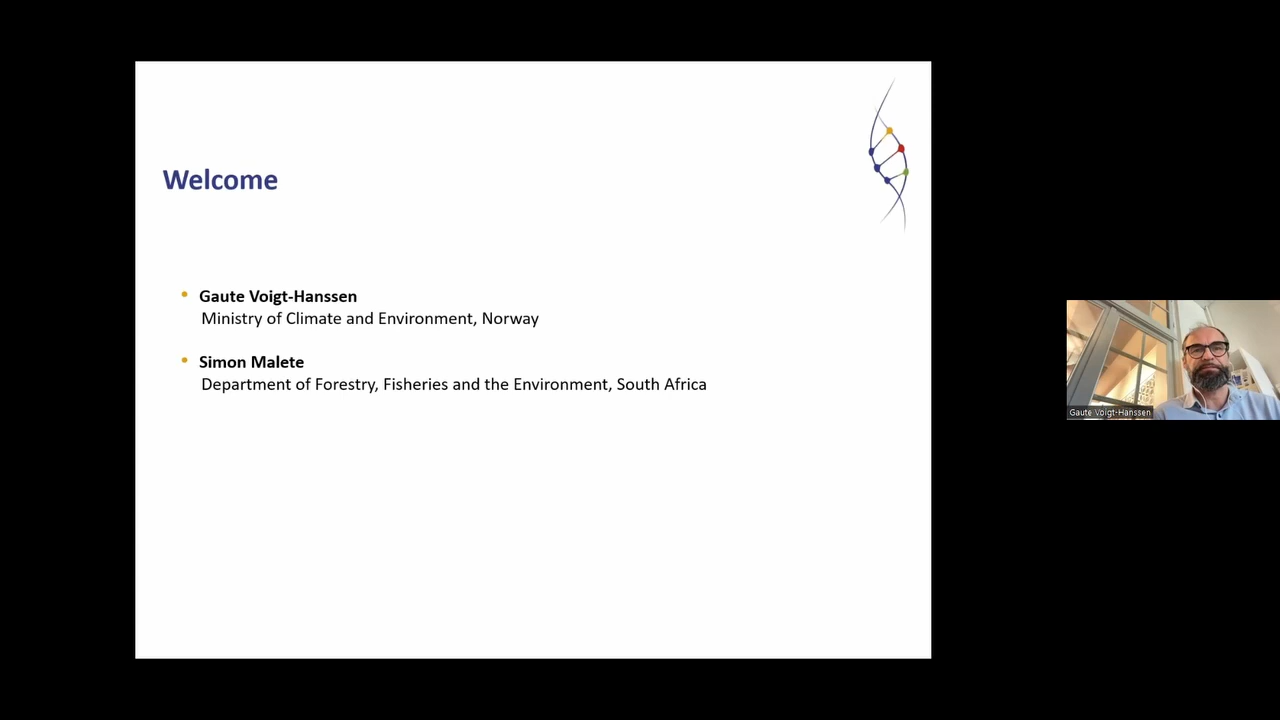 Welcome
Gaute Voigt-Hanssen
Ministry of Climate and Environment, Norway
Simon Malete
Department of Forestry, Fisheries and the Environment, South Africa
Gaute Voigt-Hanssen